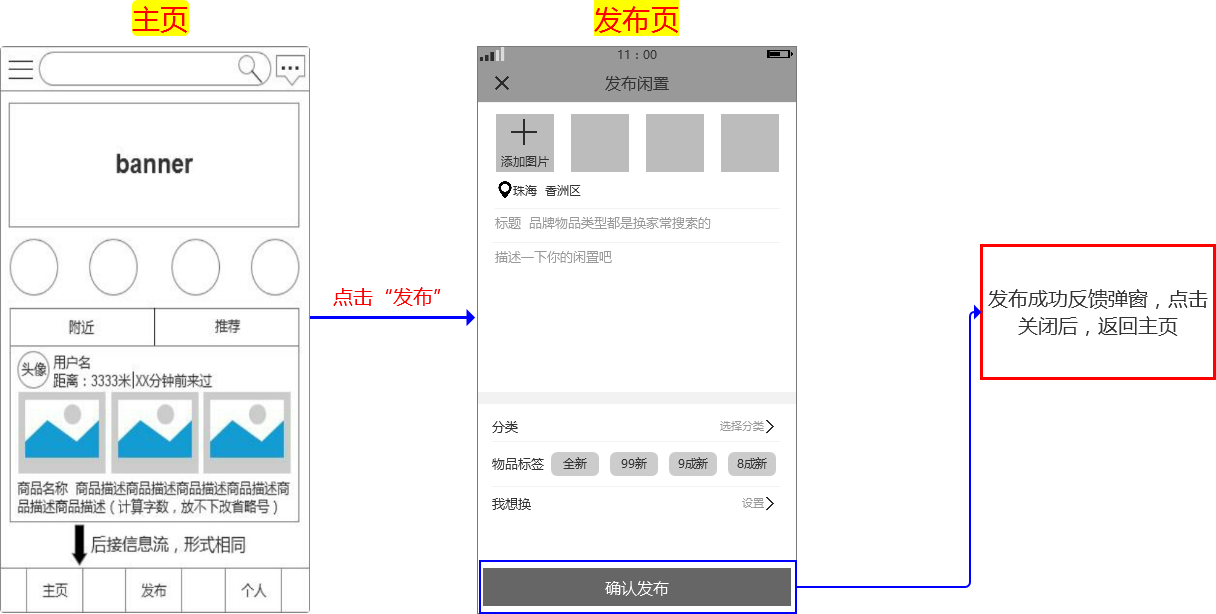 主页
发布页
banner
附近
推荐
头像
用户名
距离：3333米|XX分钟前来过
商品名称 商品描述商品描述商品描述商品描述商
品描述商品描述（计算字数，放不下改省略号）
后接信息流，形式相同
主页
发布
个人
点击“发布”
11：00
发布闲置
添加图片
珠海 香洲区
标题 品牌物品类型都是换家常搜索的
描述一下你的闲置吧
分类
选择分类
物品标签
全新
99新
9成新
8成新
我想换
设置
确认发布
发布成功反馈弹窗，点击
关闭后，返回主页